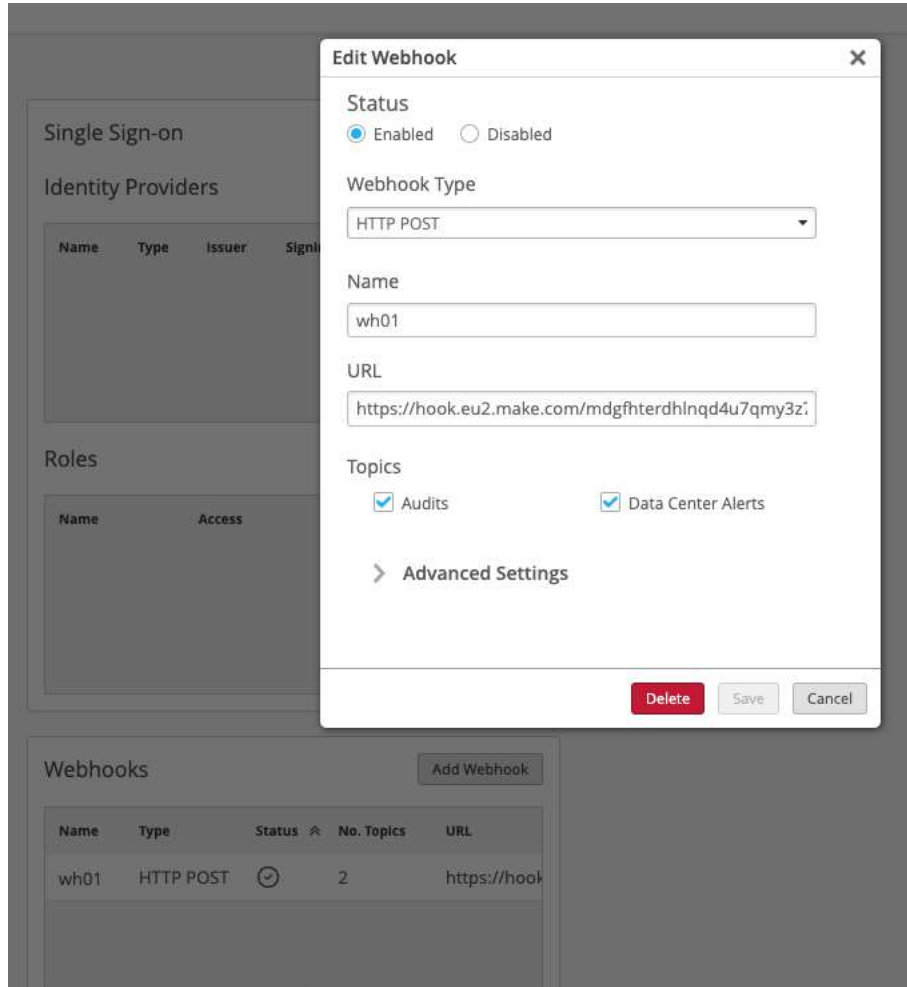 Edit Webhook
Status
Enabled Disabled
Webhook Type
HTTP POST
Name
wh01
URL
https://hook.eu2.make.com/mdgfhterdhlnqd4u7qmy3z7
Topics
Audits Data Center Alerts
Advanced Settings
Delete Save Cancel
Single Sign-on
Identity Providers
Name Type Issuer
Roles
Name Access
Webhooks Add Webhook
Name Type Status No. Topics URL
wh01 HTTP POST 2 https://hook